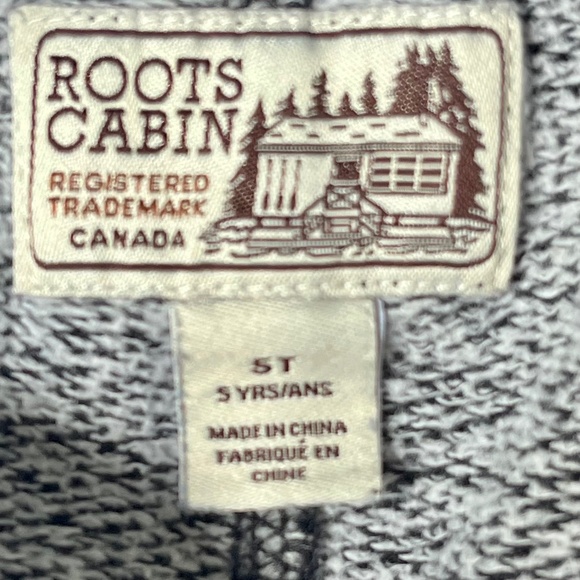 ROOTS
CABIN
REGISTERED
TRADEMARK
CANADA
5T
5 YRS/ANS
MADE IN CHINA
FABRIQUÉ EN
CHINE